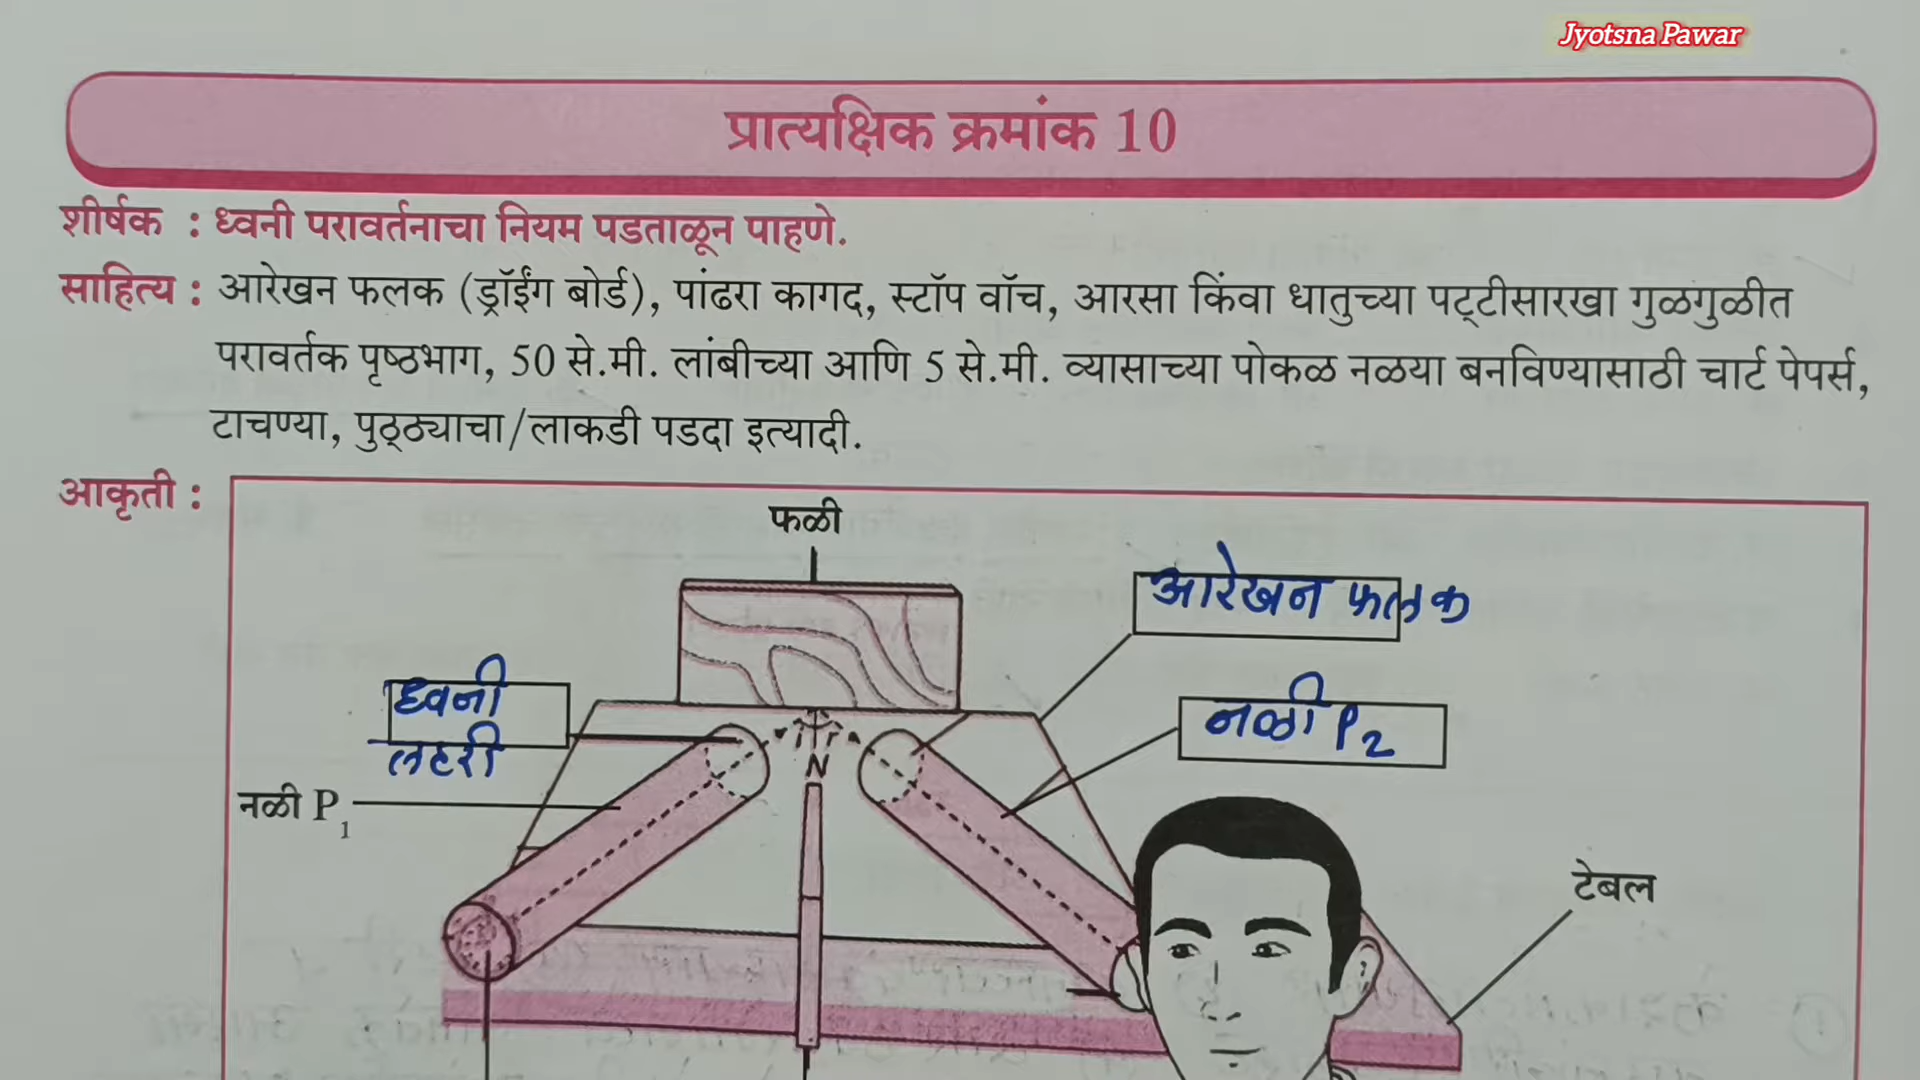 Jyotsna Pawar
प्रात्यक्षिक क्रमांक 10
शीर्षक : ध्वनी परावर्तनाचा नियम पडताळून पाहणे.
साहित्य : आरेखन फलक (ड्रॉईंग बोर्ड), पांढरा कागद, स्टॉप वॉच, आरसा किंवा धातुच्या पट्टीसारखा गुळगुळीत
परावर्तक पृष्ठभाग, 50 से.मी. लांबीच्या आणि 5 से.मी. व्यासाच्या पोकळ नळया बनविण्यासाठी चार्ट पेपर्स,
टाचण्या, पुठ्ठ्याचा/लाकडी पडदा इत्यादी.
आकृती :
फळी
आरेखन फलक
ध्वनी
लहरी
नळी P2
i r
N
नळी P1
टेबल